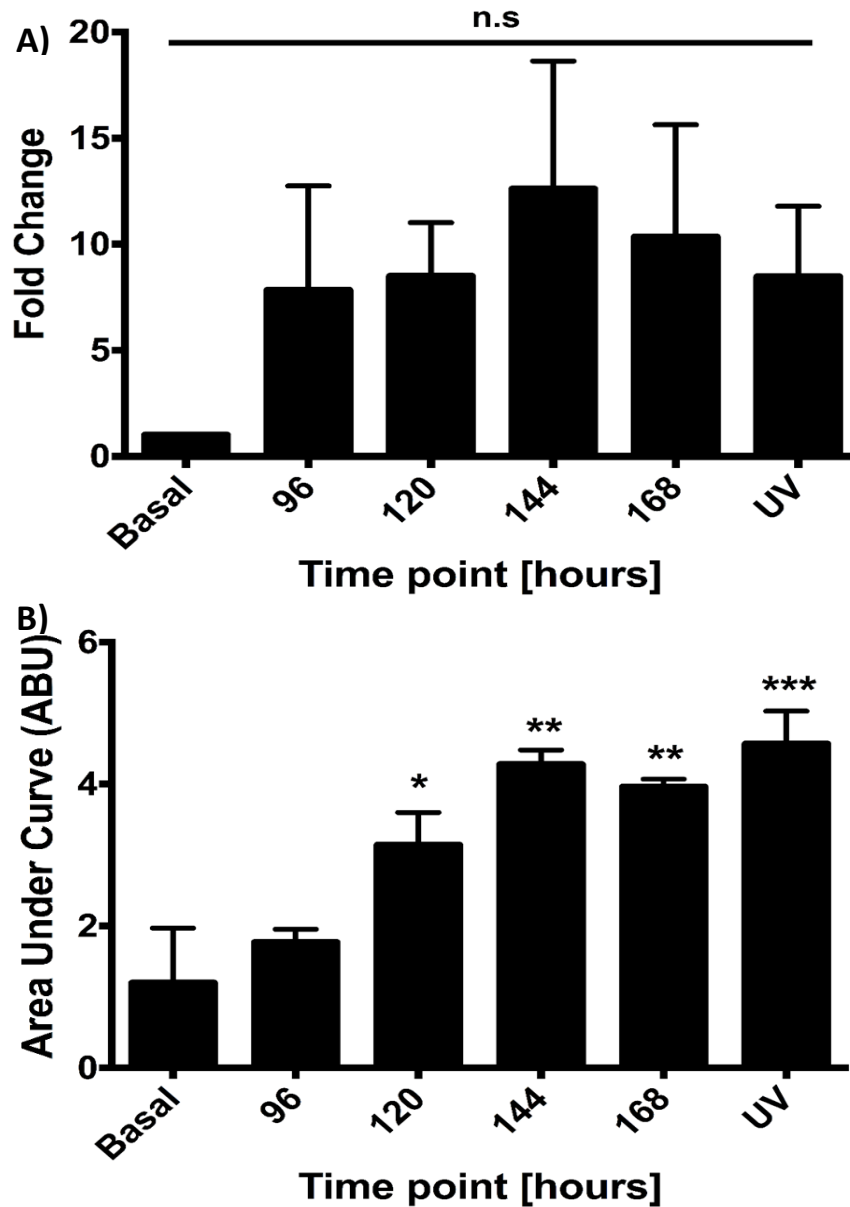 A)
n.s
Fold Change
20
15
10
5
0
Basal
96
120
144
168
UV
Time point [hours]
B)
Area Under Curve (ABU)
6
4
2
0
*
**
**
***
Basal
96
120
144
168
UV
Time point [hours]